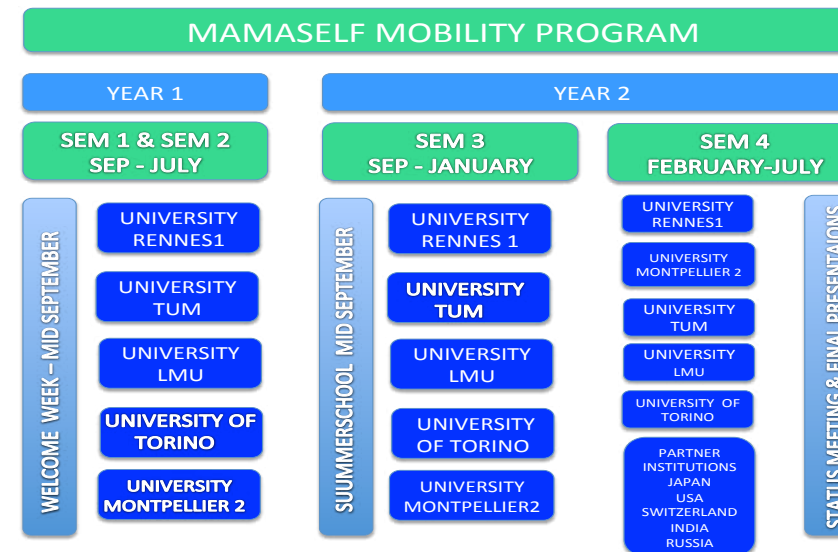 MAMASELF MOBILITY PROGRAM
YEAR 1
YEAR 2
SEM 1 & SEM 2
SEP - JULY
SEM 3
SEP - JANUARY
SEM 4
FEBRUARY-JULY
WELCOME WEEK – MID SEPTEMBER
UNIVERSITY
RENNES1
UNIVERSITY
TUM
UNIVERSITY
LMU
UNIVERSITY OF
TORINO
UNIVERSITY
MONTPELLIER 2
SUUMMERSCHOOL MID SEPTEMBER
UNIVERSITY
RENNES 1
UNIVERSITY
TUM
UNIVERSITY
LMU
UNIVERSITY
OF TORINO
UNIVERSITY
MONTPELLIER2
UNIVERSITY
RENNES1
UNIVERSITY
MONTPELLIER 2
UNIVERSITY
TUM
UNIVERSITY
LMU
UNIVERSITY OF
TORINO
PARTNER
INSTITUTIONS
JAPAN
USA
SWITZERLAND
INDIA
RUSSIA
STATUS MEETING & FINAL PRESENTAIONS